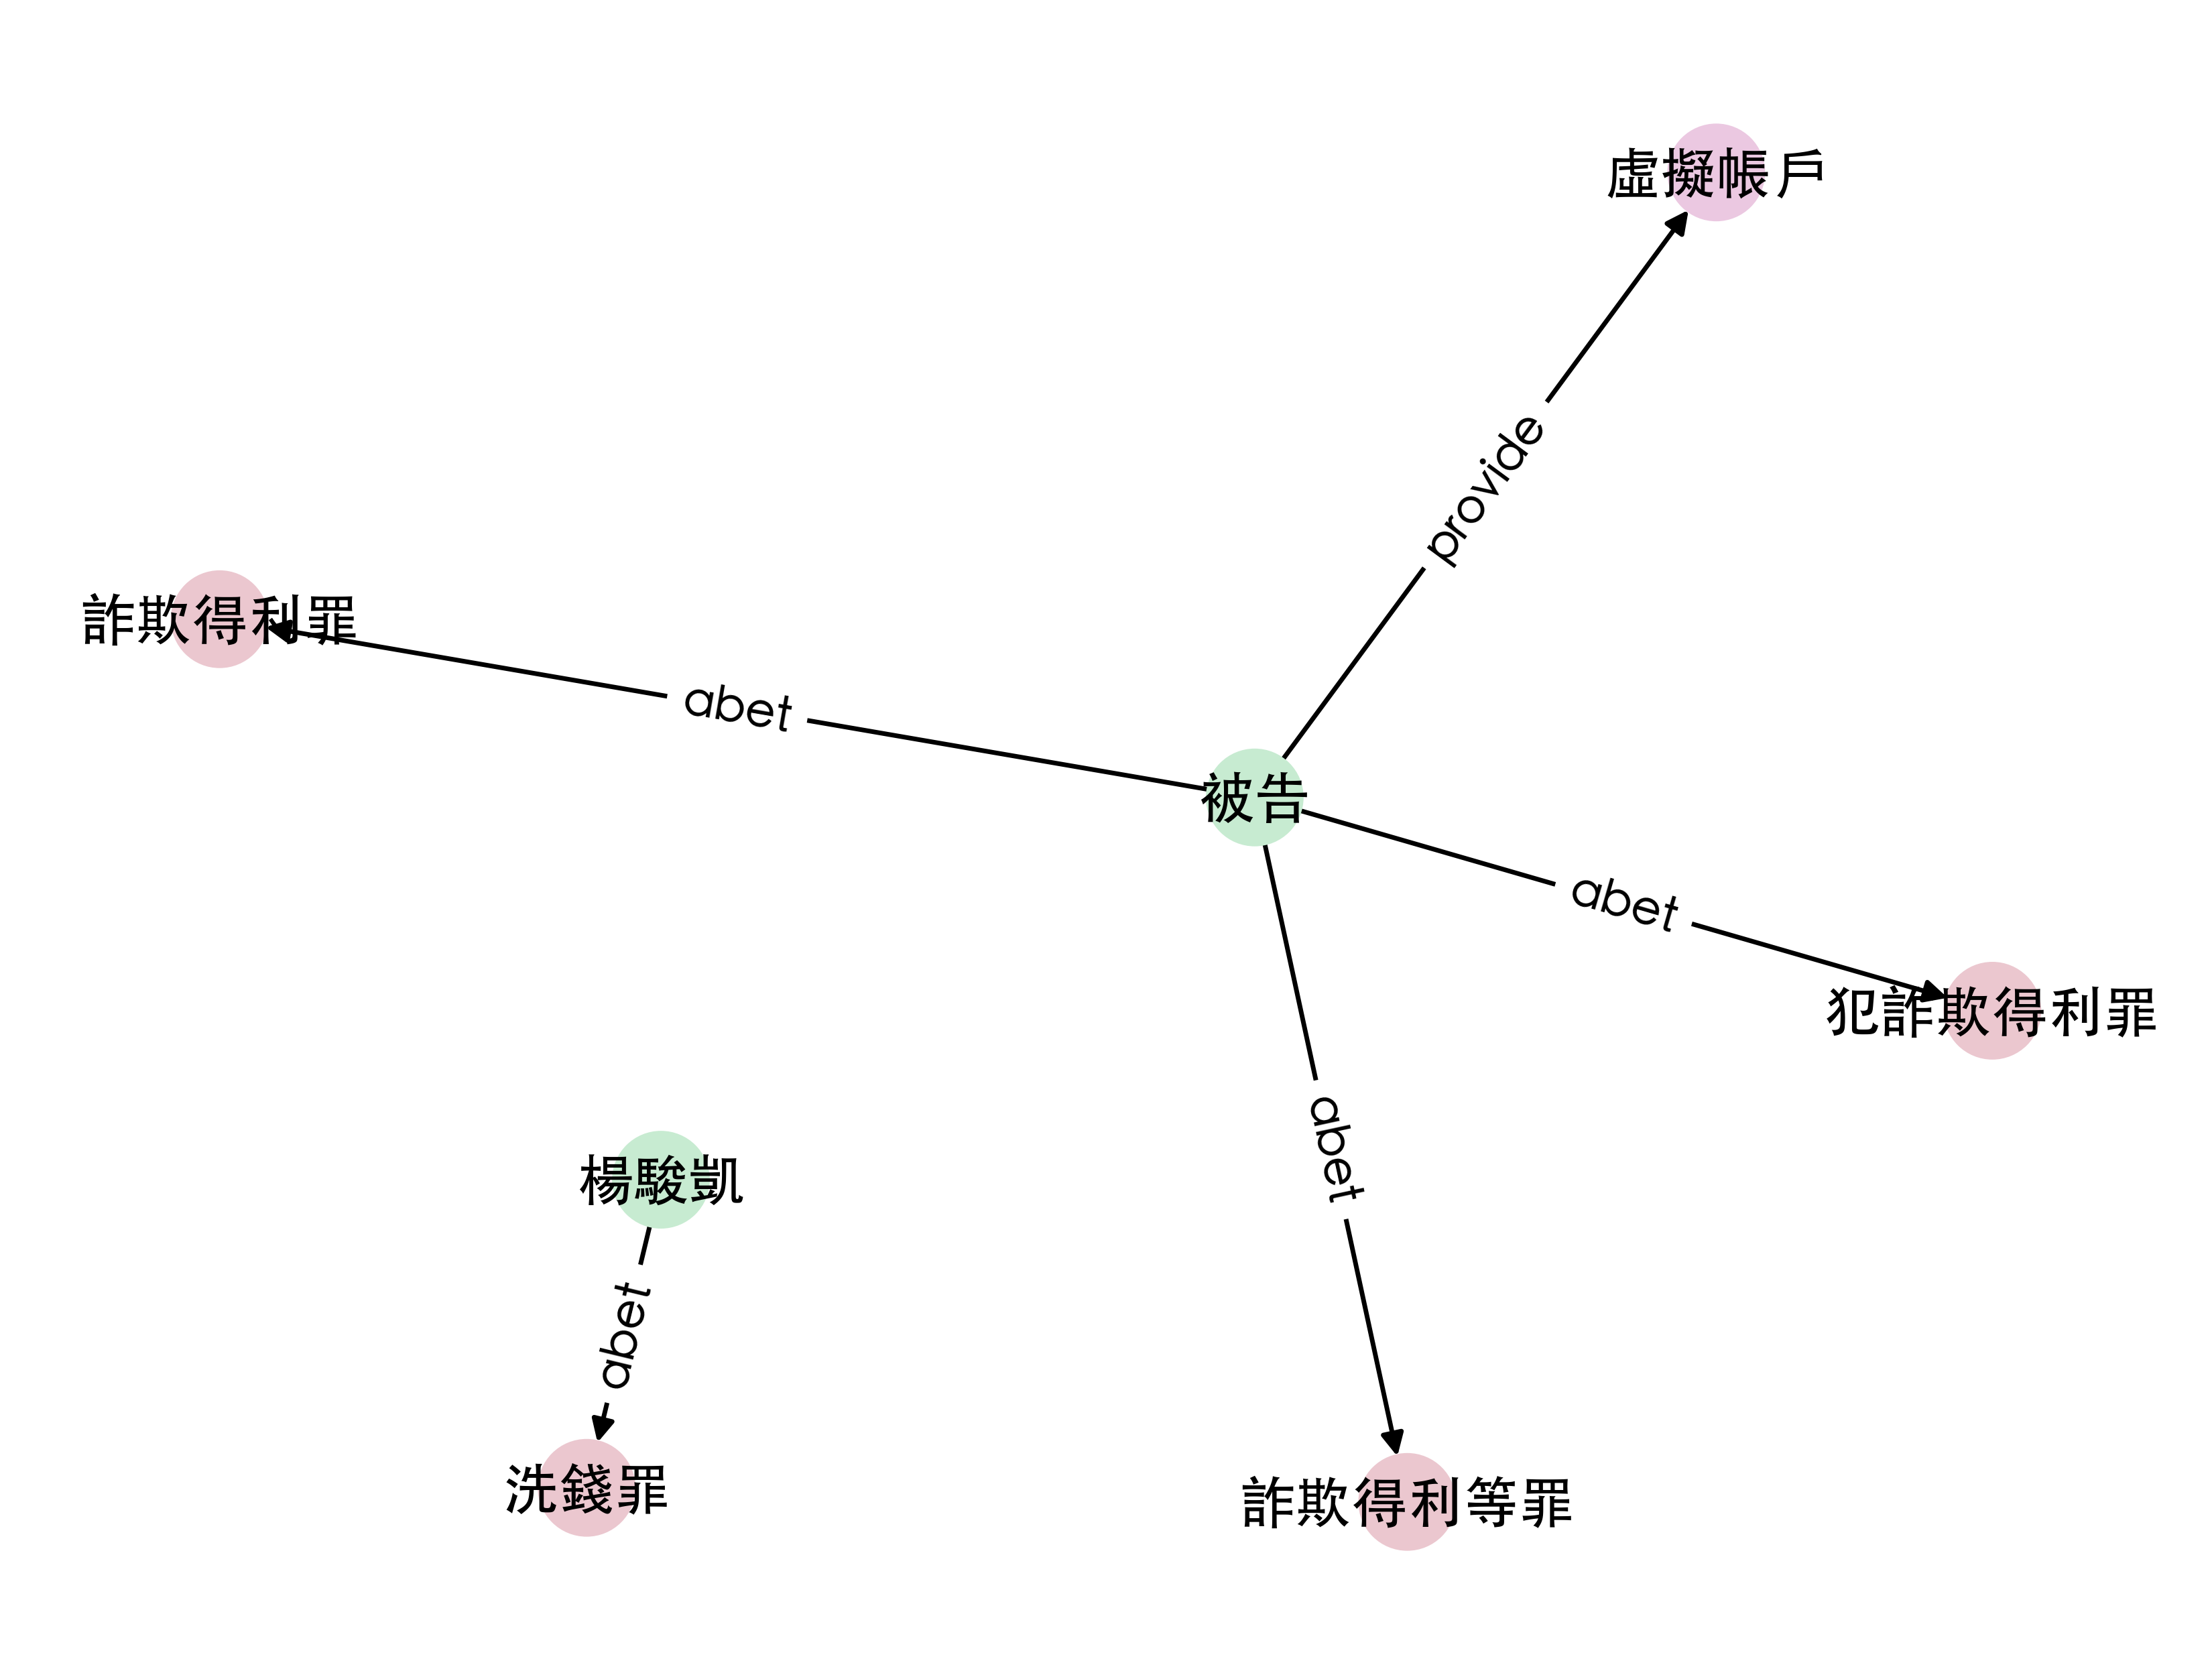 虛擬帳戶
provide
詐欺得利罪
abet
被告
abet
犯詐欺得利罪
abet
楊駿凱
abet
洗錢罪
詐欺得利等罪